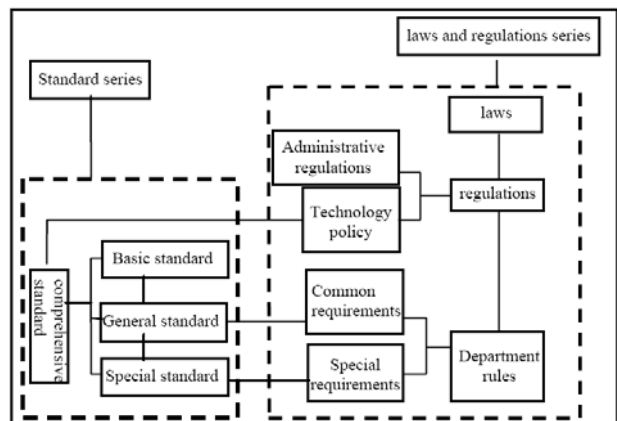 laws and regulations series
Standard series
laws
Administrative
regulations
regulations
Technology
policy
Basic standard
comprehensive
standard
Common
requirements
General standard
Department
rules
Special standard
Special
requirements